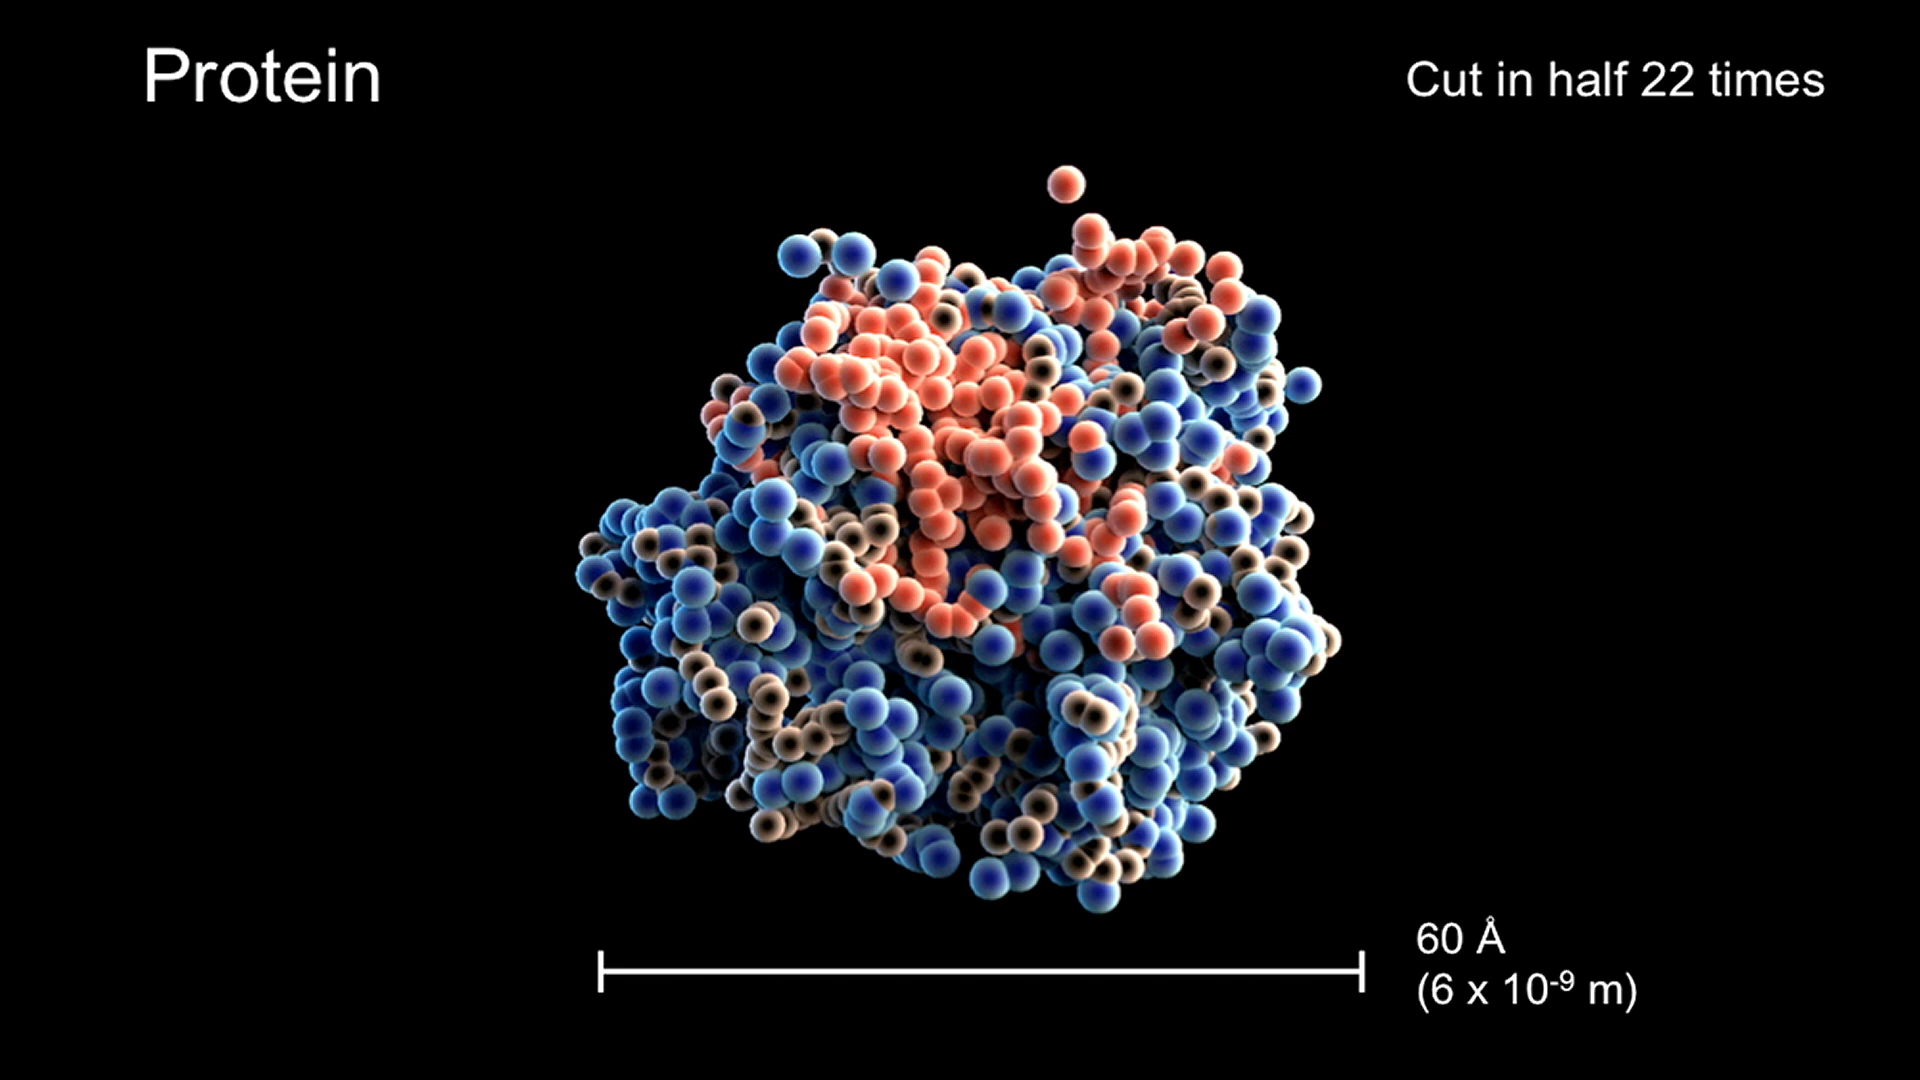 Protein
Cut in half 22 times
60 Å
(6 x 10⁻⁹ m)